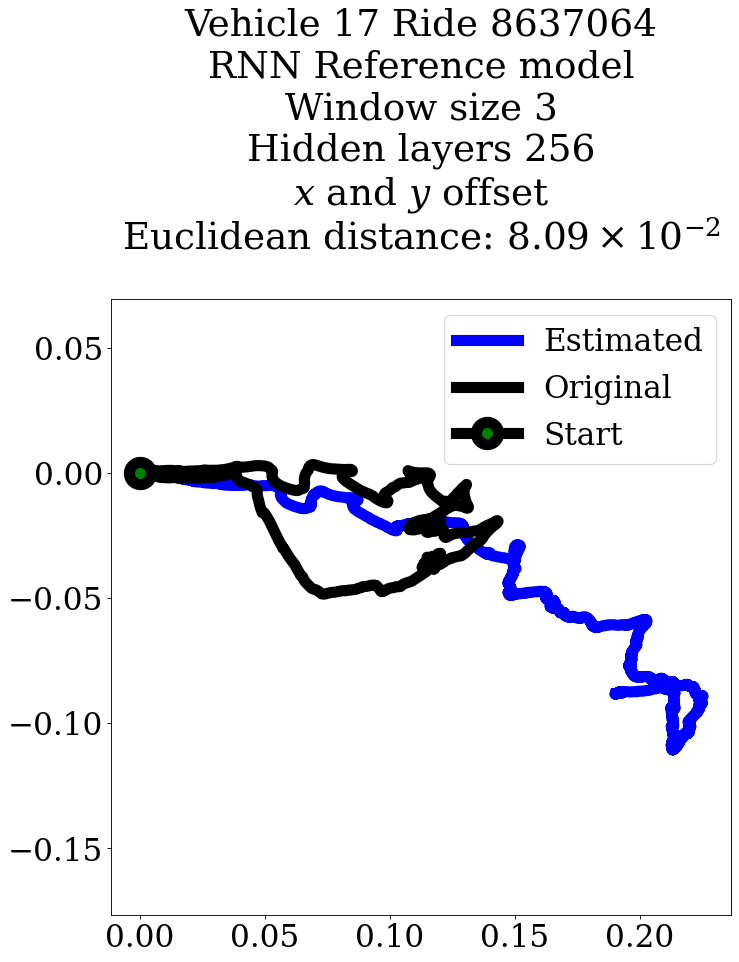 Vehicle 17 Ride 8637064
RNN Reference model
Window size 3
Hidden layers 256
x and y offset
Euclidean distance: 8.09 × 10⁻²
Estimated
Original
Start
0.05
0.00
−0.05
−0.10
−0.15
0.00 0.05 0.10 0.15 0.20